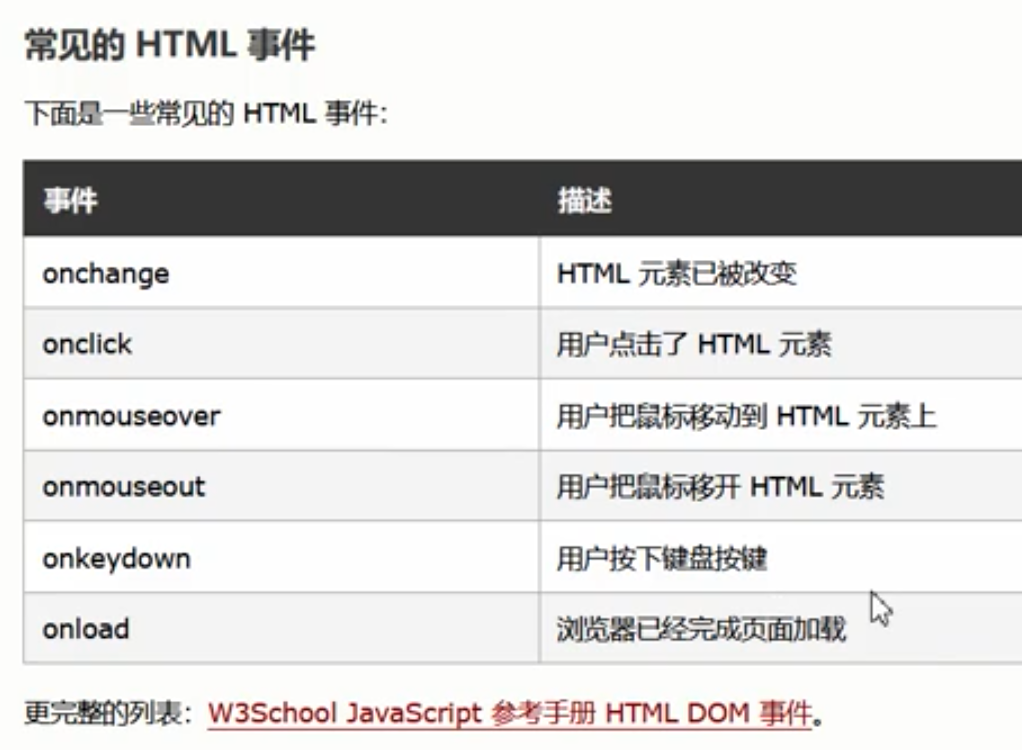 常见的 HTML 事件
下面是一些常见的 HTML 事件：
事件 描述
onchange HTML 元素已被改变
onclick 用户点击了 HTML 元素
onmouseover 用户把鼠标移动到 HTML 元素上
onmouseout 用户把鼠标移开 HTML 元素
onkeydown 用户按下键盘按键
onload 浏览器已经完成页面加载
更完整的列表：W3School JavaScript 参考手册 HTML DOM 事件。